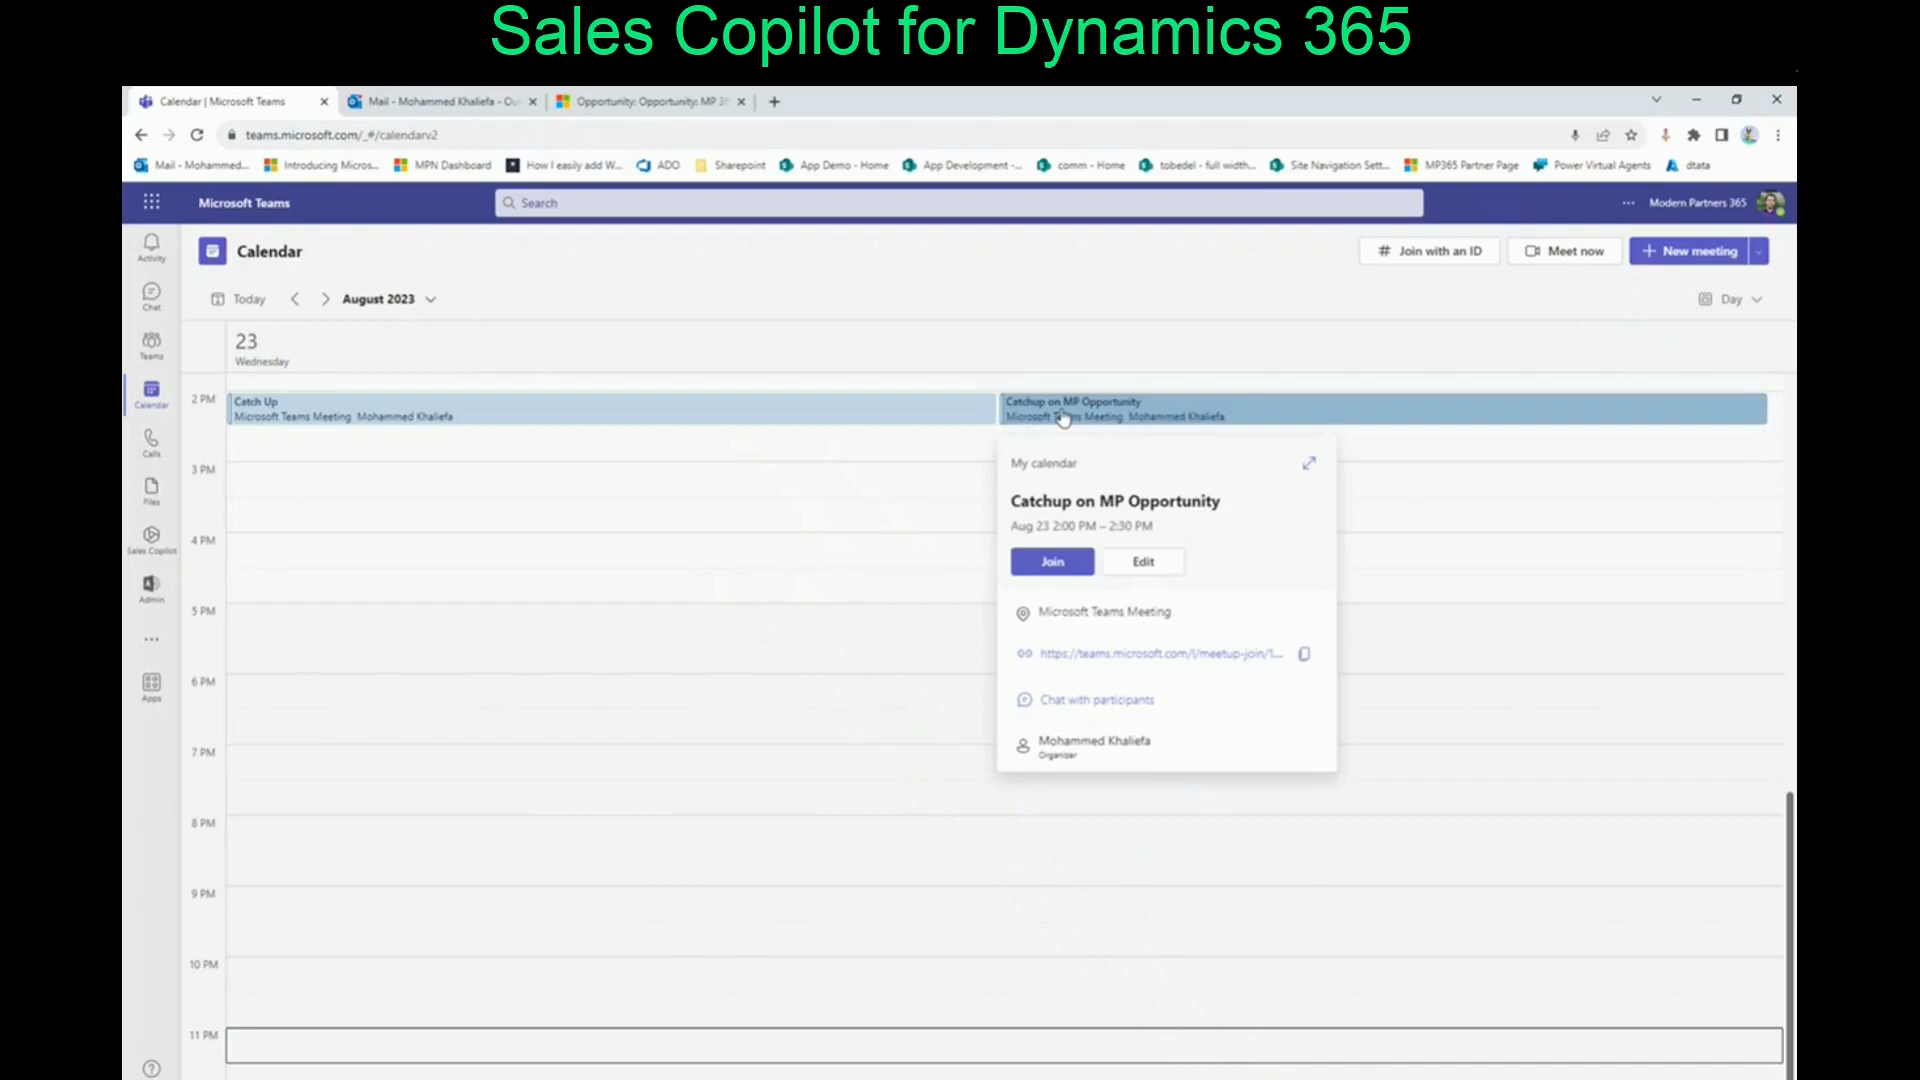 Sales Copilot for Dynamics 365
Calendar | Microsoft Teams
Mail - Mohammed Khaliefa - Ou
Opportunity: Opportunity: MP 3
teams.microsoft.com/_#/calendarv2
Mail - Mohammed...
Introducing Micros...
MPN Dashboard
How I easily add W...
ADO
Sharepoint
App Demo - Home
App Development -...
comm - Home
tobedel - full width...
Site Navigation Sett...
MP365 Partner Page
Power Virtual Agents
dtata
Microsoft Teams
Search
Modern Partners 365
Activity
Chat
Teams
Calendar
Calls
Files
Sales Copilot
Admin
Apps
Calendar
# Join with an ID
Meet now
+ New meeting
Today
August 2023
Day
23
Wednesday
2 PM
Catch Up
Microsoft Teams Meeting Mohammed Khaliefa
Catchup on MP Opportunity
Microsoft Teams Meeting Mohammed Khaliefa
3 PM
4 PM
5 PM
6 PM
7 PM
8 PM
9 PM
10 PM
11 PM
My calendar
Catchup on MP Opportunity
Aug 23 2:00 PM – 2:30 PM
Join
Edit
Microsoft Teams Meeting
https://teams.microsoft.com/l/meetup-join/1...
Chat with participants
Mohammed Khaliefa
Organizer